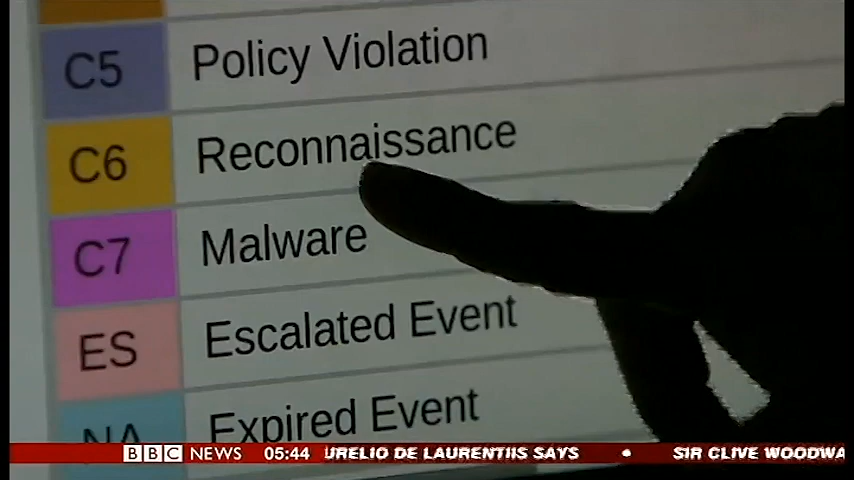 C5 Policy Violation
C6 Reconnaissance
C7 Malware
ES Escalated Event
NA Expired Event
BBC NEWS 05:44 URELIO DE LAURENTIIS SAYS • SIR CLIVE WOODWA